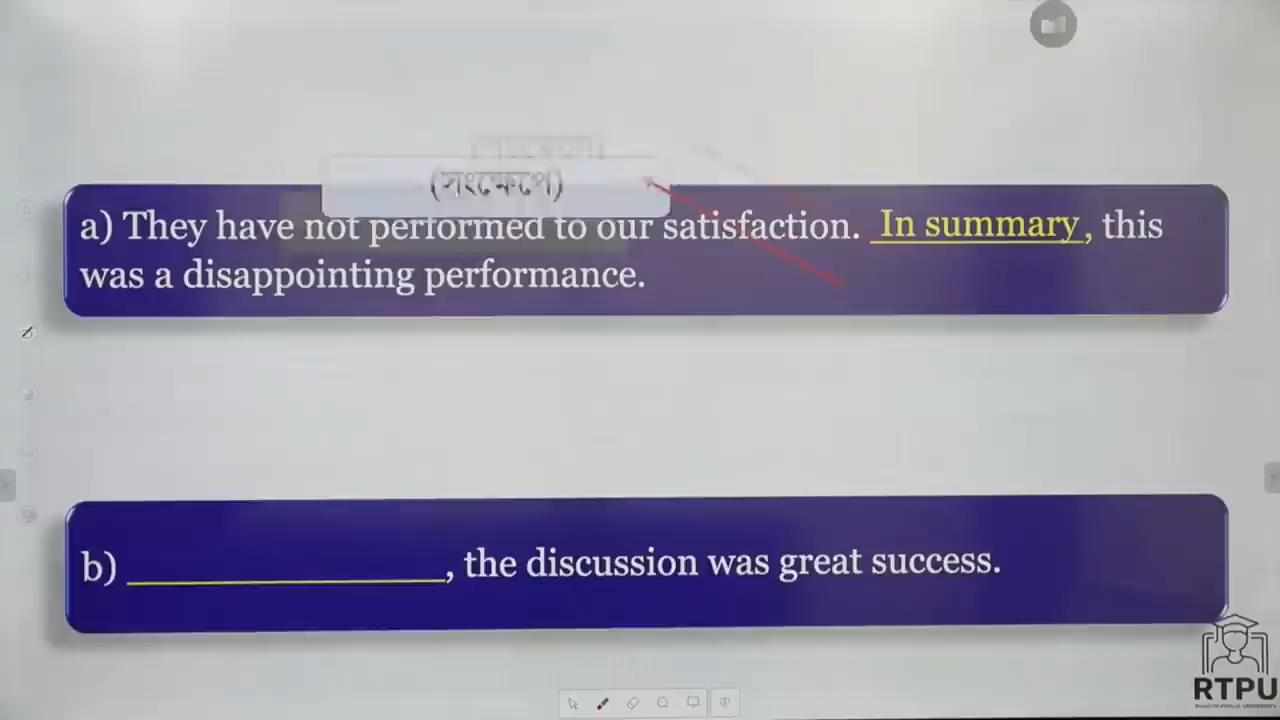 (সংক্ষেপে)
a) They have not performed to our satisfaction. In summary, this
was a disappointing performance.
b) ____________, the discussion was great success.
RTPU